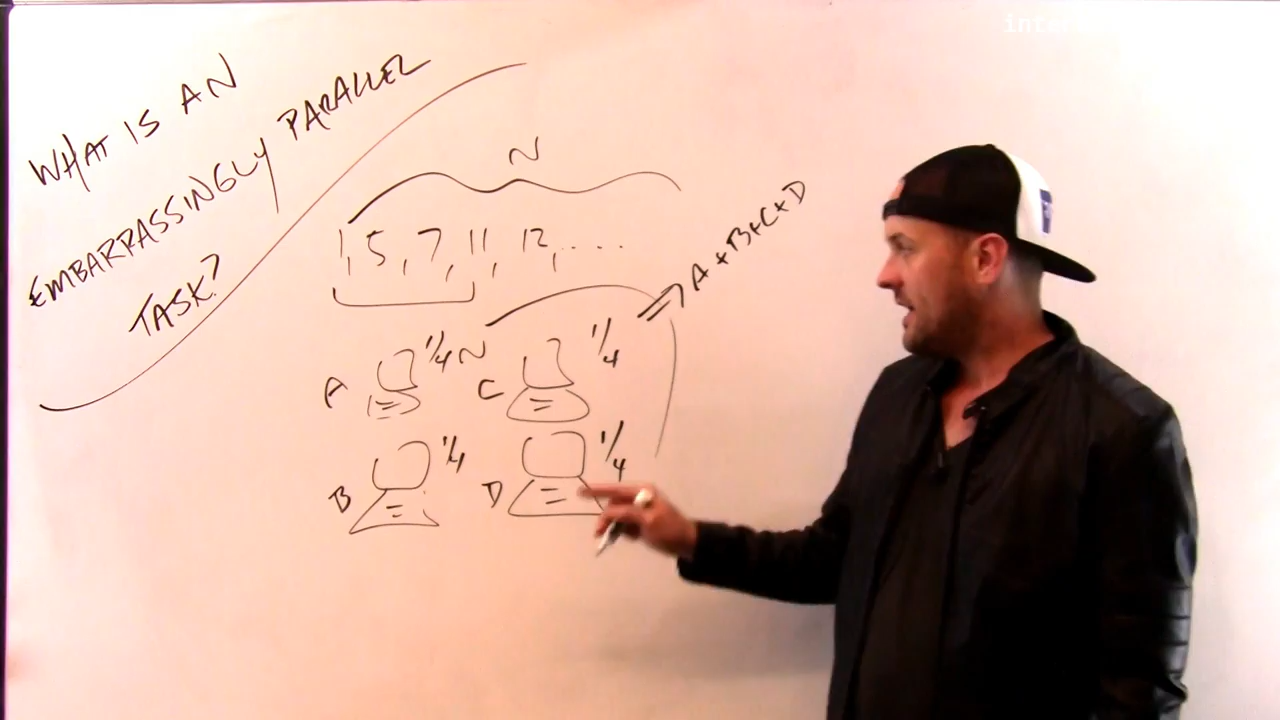 WHAT IS AN
EMBARRASSINGLY PARALLEL
TASK?
N
1, 5, 7, 11, 12, ....
A + B + C + D
A 1/4 N
C 1/4
B 1/4
D 1/4